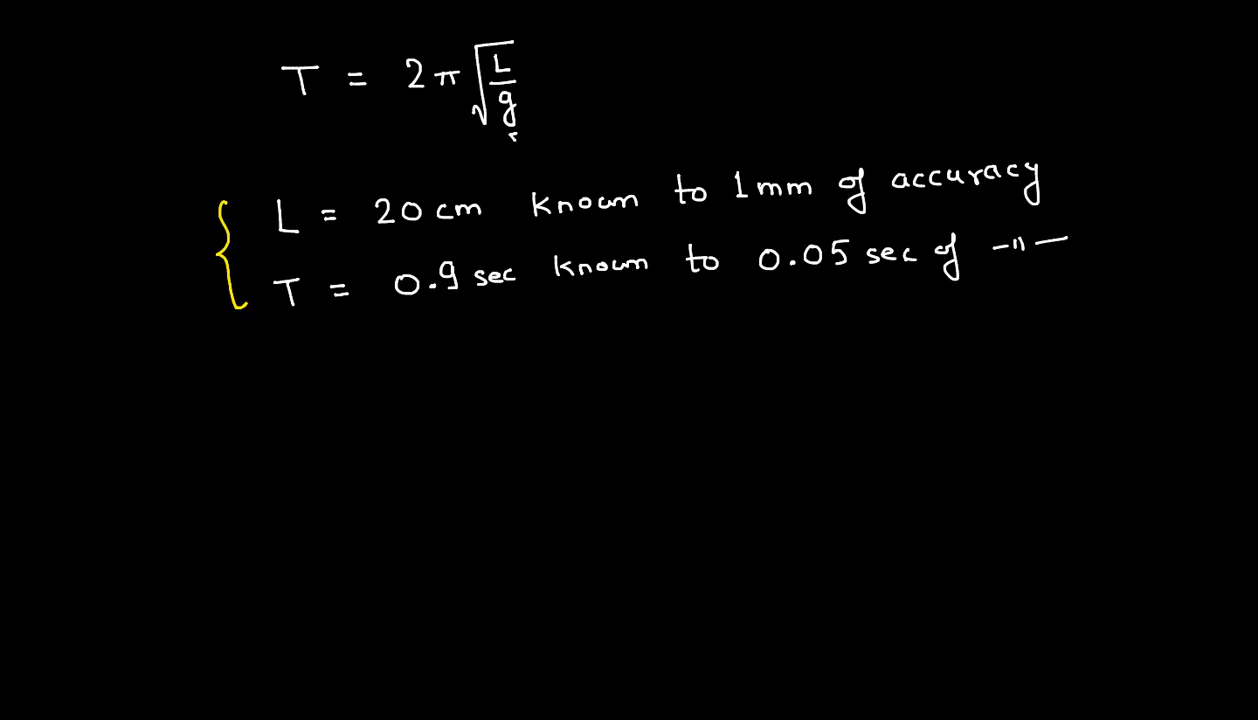 T = 2π√(L/g)
L = 20 cm known to 1mm of accuracy
T = 0.9 sec known to 0.05 sec of —"—